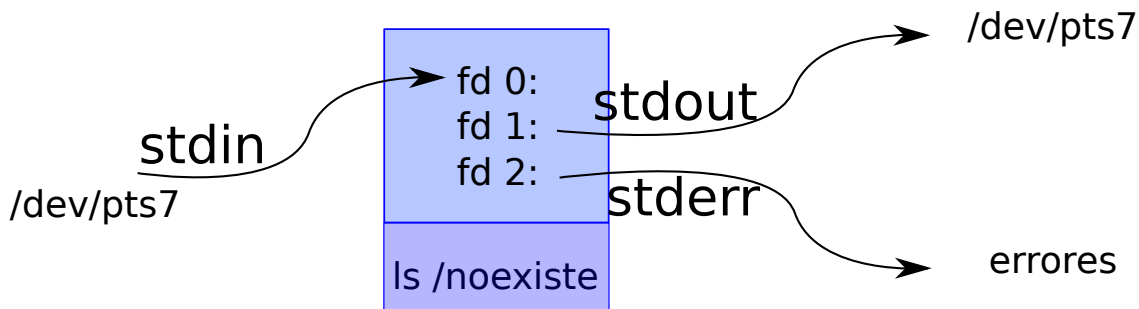 /dev/pts7
fd 0:
stdout
fd 1:
stdin
fd 2:
/dev/pts7
stderr
errores
ls /noexiste